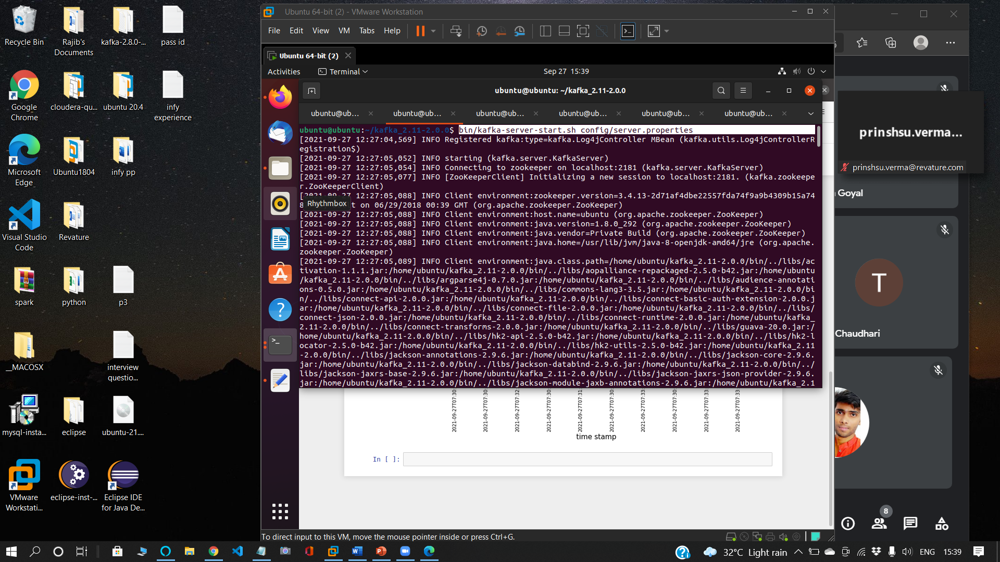 Recycle Bin
Rajib's
Documents
kafka-2.8.0-...
pass id
Google
Chrome
cloudera-qu...
ubuntu 20.4
infy
experience
Microsoft
Edge
Ubuntu1804
infy pp
Visual Studio
Code
Revature
spark
python
p3
__MACOSX
interview
questio...
mysql-insta...
eclipse
ubuntu-21....
VMware
Workstati...
eclipse-inst-...
Eclipse IDE
for Java De...
Ubuntu 64-bit (2) - VMware Workstation
File Edit View VM Tabs Help
Ubuntu 64-bit (2)
Activities Terminal Sep 27 15:39
ubuntu@ubuntu: ~/kafka_2.11-2.0.0
ubuntu@ub... ubuntu@ub... ubuntu@ub... ubuntu@ub... ubuntu@ub... ubuntu@ub...
ubuntu@ubuntu:~/kafka_2.11-2.0.0$ bin/kafka-server-start.sh config/server.properties
[2021-09-27 12:27:04,569] INFO Registered kafka:type=kafka.Log4jController MBean (kafka.utils.Log4jControllerR
egistration$)
[2021-09-27 12:27:05,052] INFO starting (kafka.server.KafkaServer)
[2021-09-27 12:27:05,054] INFO Connecting to zookeeper on localhost:2181 (kafka.server.KafkaServer)
[2021-09-27 12:27:05,077] INFO [ZooKeeperClient] Initializing a new session to localhost:2181. (kafka.zookeepe
r.ZooKeeperClient)
[2021-09-27 12:27:05,088] INFO Client environment:zookeeper.version=3.4.13-2d71af4dbe22557fda74f9a9b4309b15a74
8 t on 06/29/2018 00:39 GMT (org.apache.zookeeper.ZooKeeper)
Rhythmbox
[2021-09-27 12:27:05,088] INFO Client environment:host.name=ubuntu (org.apache.zookeeper.ZooKeeper)
[2021-09-27 12:27:05,088] INFO Client environment:java.version=1.8.0_292 (org.apache.zookeeper.ZooKeeper)
[2021-09-27 12:27:05,088] INFO Client environment:java.vendor=Private Build (org.apache.zookeeper.ZooKeeper)
[2021-09-27 12:27:05,088] INFO Client environment:java.home=/usr/lib/jvm/java-8-openjdk-amd64/jre (org.apache.
zookeeper.ZooKeeper)
[2021-09-27 12:27:05,089] INFO Client environment:java.class.path=/home/ubuntu/kafka_2.11-2.0.0/bin/../libs/ac
tivation-1.1.1.jar:/home/ubuntu/kafka_2.11-2.0.0/bin/../libs/aopalliance-repackaged-2.5.0-b42.jar:/home/ubuntu
/kafka_2.11-2.0.0/bin/../libs/argparse4j-0.7.0.jar:/home/ubuntu/kafka_2.11-2.0.0/bin/../libs/audience-annotati
ons-0.5.0.jar:/home/ubuntu/kafka_2.11-2.0.0/bin/../libs/commons-lang3-3.5.jar:/home/ubuntu/kafka_2.11-2.0.0/bi
n/../libs/connect-api-2.0.0.jar:/home/ubuntu/kafka_2.11-2.0.0/bin/../libs/connect-basic-auth-extension-2.0.0.j
ar:/home/ubuntu/kafka_2.11-2.0.0/bin/../libs/connect-file-2.0.0.jar:/home/ubuntu/kafka_2.11-2.0.0/bin/../libs/
connect-json-2.0.0.jar:/home/ubuntu/kafka_2.11-2.0.0/bin/../libs/connect-runtime-2.0.0.jar:/home/ubuntu/kafka_
2.11-2.0.0/bin/../libs/connect-transforms-2.0.0.jar:/home/ubuntu/kafka_2.11-2.0.0/bin/../libs/guava-20.0.jar:/
home/ubuntu/kafka_2.11-2.0.0/bin/../libs/hk2-api-2.5.0-b42.jar:/home/ubuntu/kafka_2.11-2.0.0/bin/../libs/hk2-l
ocator-2.5.0-b42.jar:/home/ubuntu/kafka_2.11-2.0.0/bin/../libs/hk2-utils-2.5.0-b42.jar:/home/ubuntu/kafka_2.11
-2.0.0/bin/../libs/jackson-annotations-2.9.6.jar:/home/ubuntu/kafka_2.11-2.0.0/bin/../libs/jackson-core-2.9.6.
jar:/home/ubuntu/kafka_2.11-2.0.0/bin/../libs/jackson-databind-2.9.6.jar:/home/ubuntu/kafka_2.11-2.0.0/bin/../
libs/jackson-jaxrs-base-2.9.6.jar:/home/ubuntu/kafka_2.11-2.0.0/bin/../libs/jackson-jaxrs-json-provider-2.9.6.
jar:/home/ubuntu/kafka_2.11-2.0.0/bin/../libs/jackson-module-jaxb-annotations-2.9.6.jar:/home/ubuntu/kafka_2.1
2021-09-27T07:30:
2021-09-27T07:30:
2021-09-27T07:32:
2021-09-27T07:30:
2021-09-27T07:31:
2021-09-27T07:30:
2021-09-27T07:33:
2021-09-27T07:30:
2021-09-27T07:33:
2021-09-27T07:33:
time stamp
In [ ]:
To direct input to this VM, move the mouse pointer inside or press Ctrl+G.
prinshsu.verma...
prinshsu.verma@revature.com
Goyal
T
Chaudhari
8
32°C Light rain ENG 15:39